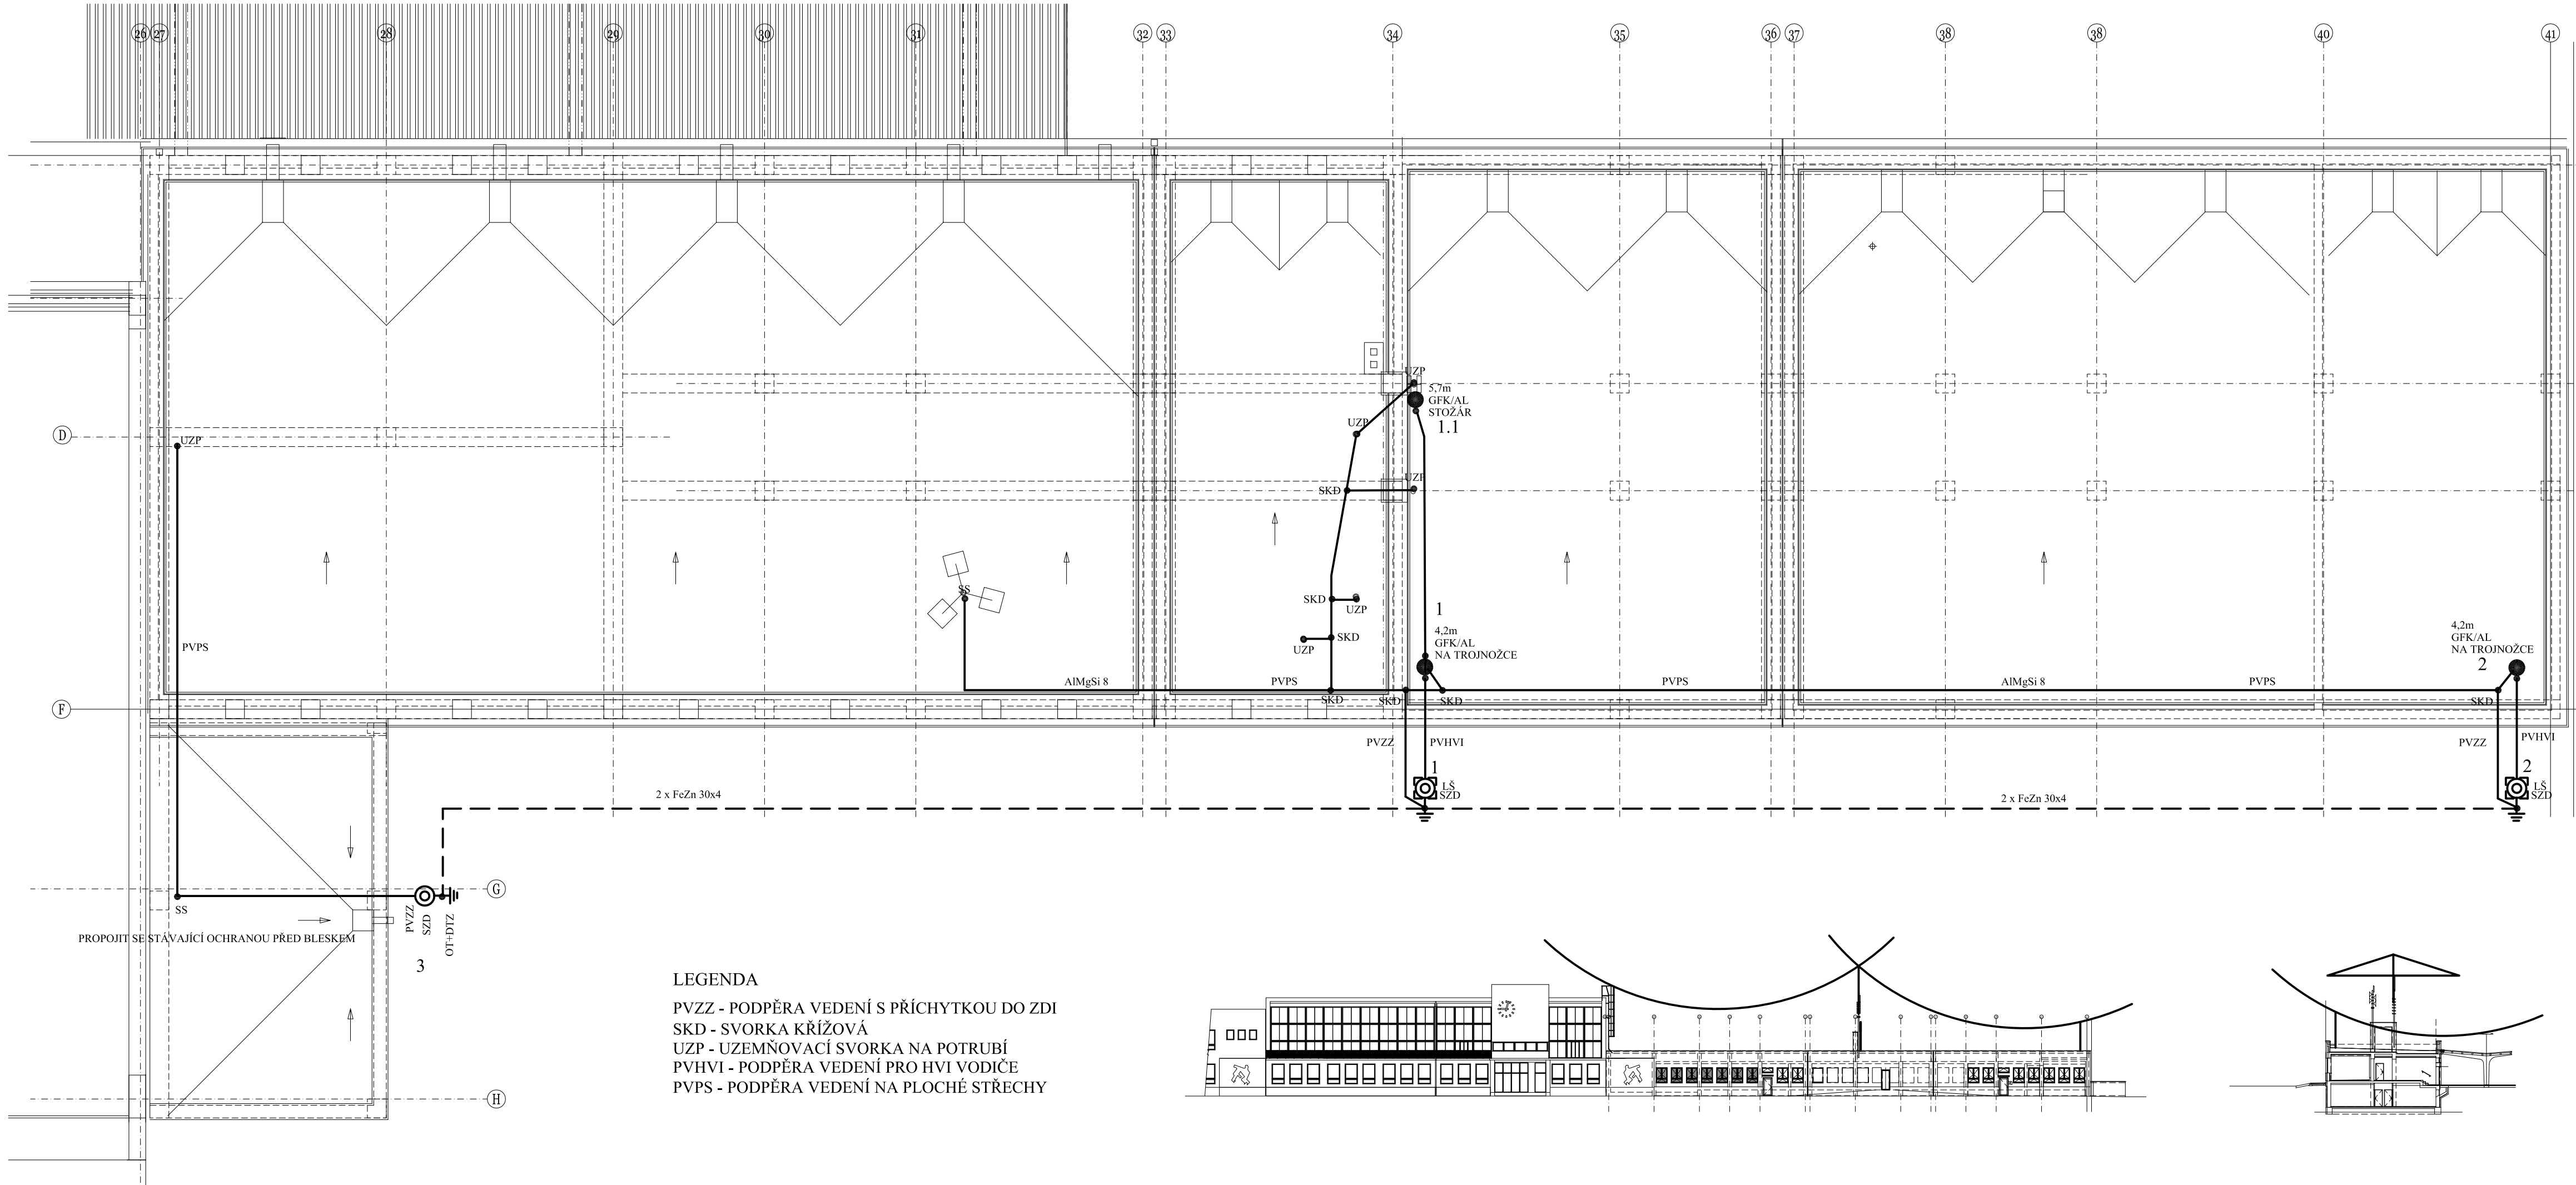 26 27 28 29 30 31 32 33 34 35 36 37 38 38 40 41
UZP
5,7m
GFK/AL
STOŽÁR
1.1
D
UZP
UZP
SKD
UZP
SS
SKD
UZP
SKD
UZP
1
4,2m
GFK/AL
NA TROJNOŽCE
4,2m
GFK/AL
NA TROJNOŽCE
2
PVPS
AlMgSi 8
PVPS
PVPS
AlMgSi 8
PVPS
F
SKD
SKD
SKD
SKD
PVZZ
PVHVI
PVZZ
PVHVI
1
LŠ
SZD
2
LŠ
SZD
2 x FeZn 30x4
2 x FeZn 30x4
G
SS
PVZZ
SZD
OT+DTZ
PROPOJIT SE STÁVAJÍCÍ OCHRANOU PŘED BLESKEM
3
H
LEGENDA
PVZZ - PODPĚRA VEDENÍ S PŘÍCHYTKOU DO ZDI
SKD - SVORKA KŘÍŽOVÁ
UZP - UZEMŇOVACÍ SVORKA NA POTRUBÍ
PVHVI - PODPĚRA VEDENÍ PRO HVI VODIČE
PVPS - PODPĚRA VEDENÍ NA PLOCHÉ STŘECHY